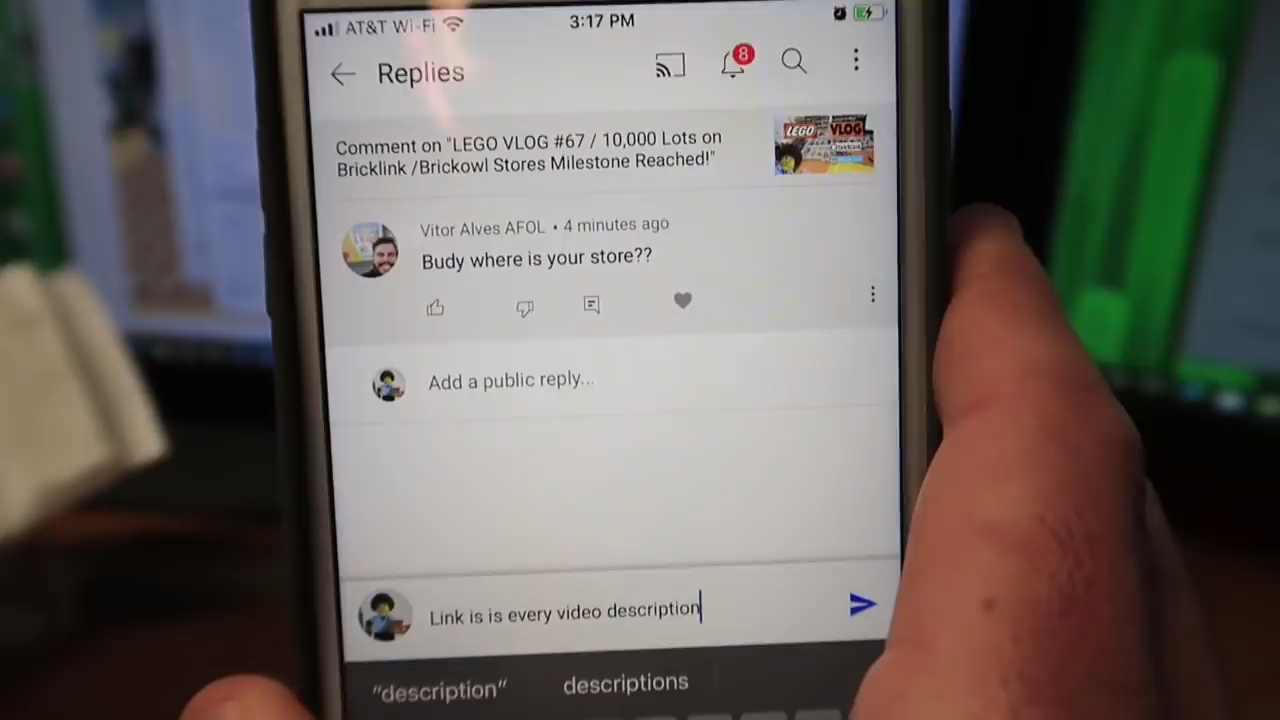 AT&T Wi-Fi 3:17 PM
Replies 8
Comment on "LEGO VLOG #67 / 10,000 Lots on
Bricklink /Brickowl Stores Milestone Reached!"
LEGO VLOG
Vitor Alves AFOL • 4 minutes ago
Budy where is your store??
Add a public reply...
Link is is every video description
"description" descriptions